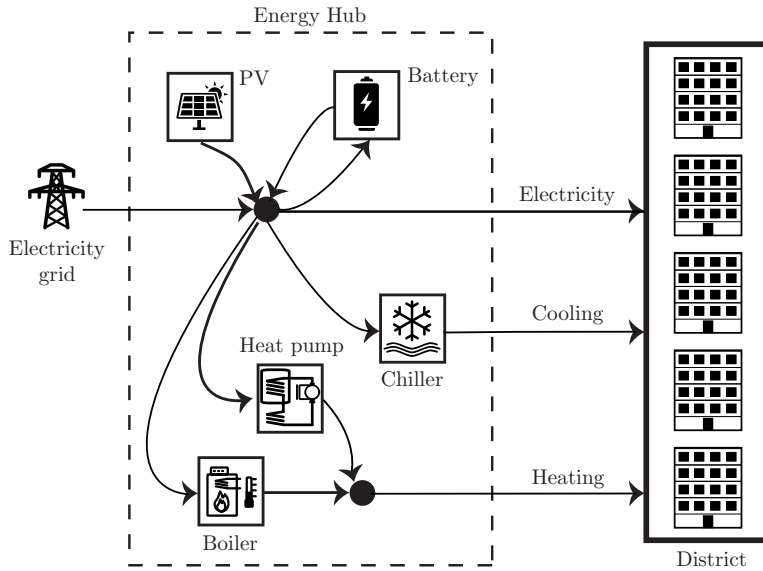 Energy Hub
PV
Battery
Electricity
grid
Electricity
Cooling
Heat pump
Chiller
Heating
Boiler
District